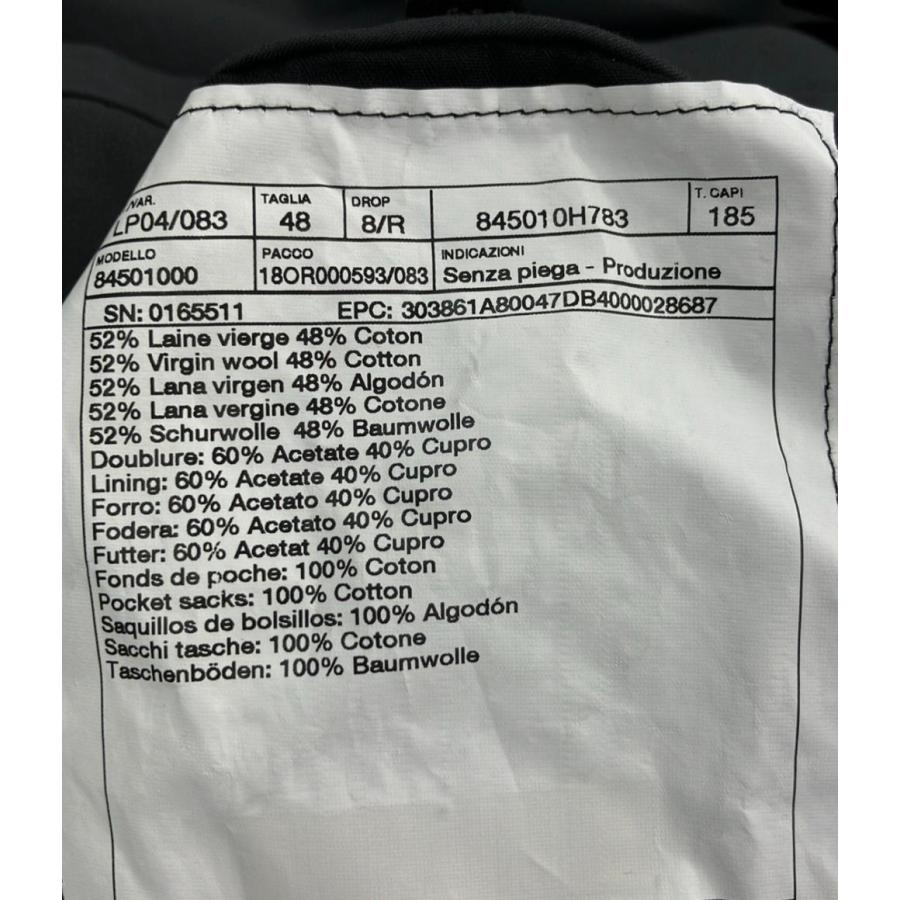 VAR. TAGLIA DROP T. CAPI
LP04/083 48 8/R 845010H783 185
MODELLO PACCO INDICAZIONI
84501000 18OR000593/083 Senza piega - Produzione
SN: 0165511 EPC: 303861A80047DB4000028687
52% Laine vierge 48% Coton
52% Virgin wool 48% Cotton
52% Lana virgen 48% Algodón
52% Lana vergine 48% Cotone
52% Schurwolle 48% Baumwolle
Doublure: 60% Acetate 40% Cupro
Lining: 60% Acetate 40% Cupro
Forro: 60% Acetato 40% Cupro
Fodera: 60% Acetato 40% Cupro
Futter: 60% Acetat 40% Cupro
Fonds de poche: 100% Coton
Pocket sacks: 100% Cotton
Saquillos de bolsillos: 100% Algodón
Sacchi tasche: 100% Cotone
Taschenböden: 100% Baumwolle